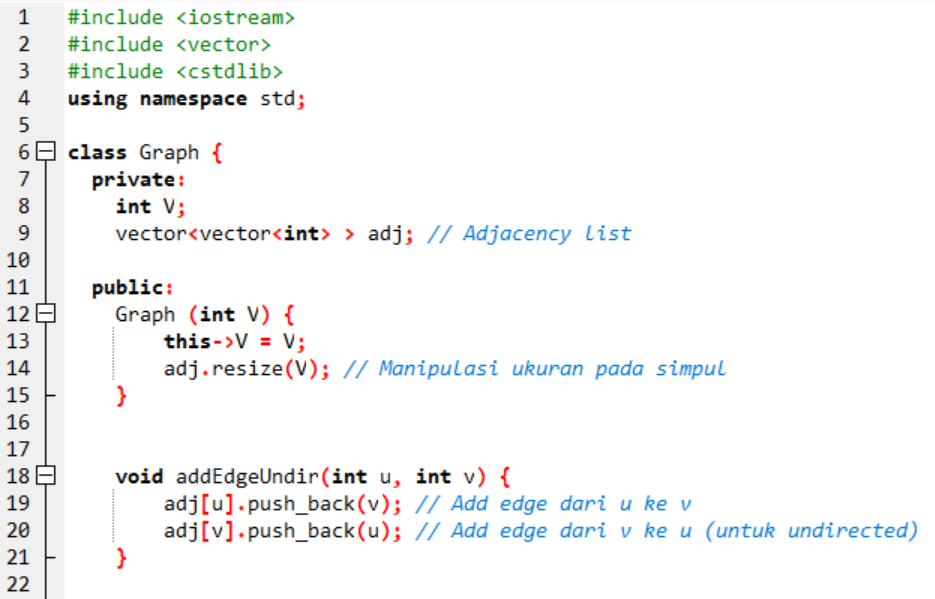 1 #include <iostream>
2 #include <vector>
3 #include <cstdlib>
4 using namespace std;
5
6 class Graph {
7 private:
8 int V;
9 vector<vector<int> > adj; // Adjacency list
10
11 public:
12 Graph (int V) {
13 this->V = V;
14 adj.resize(V); // Manipulasi ukuran pada simpul
15 }
16
17
18 void addEdgeUndir(int u, int v) {
19 adj[u].push_back(v); // Add edge dari u ke v
20 adj[v].push_back(u); // Add edge dari v ke u (untuk undirected)
21 }
22